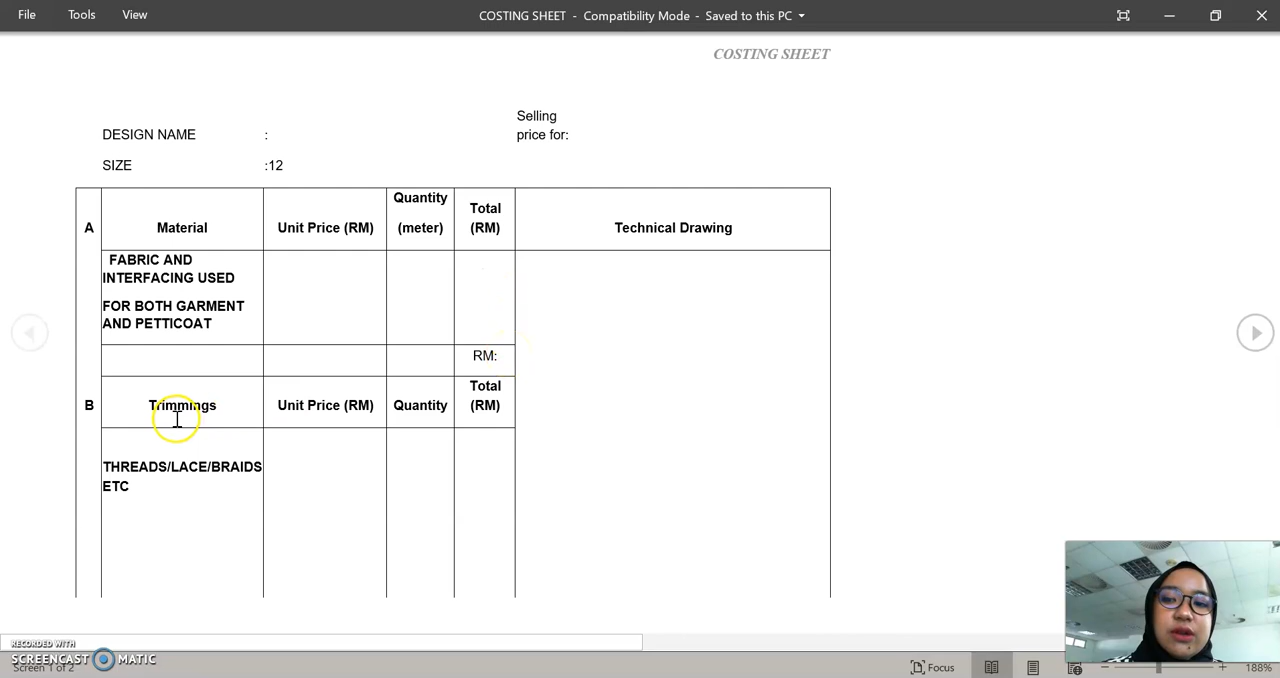 File Tools View COSTING SHEET - Compatibility Mode - Saved to this PC
COSTING SHEET
Selling
DESIGN NAME : price for:
SIZE :12
Quantity
Total
A Material Unit Price (RM) (meter) (RM) Technical Drawing
FABRIC AND
INTERFACING USED
FOR BOTH GARMENT
AND PETTICOAT
RM:
Total
B Trimmings Unit Price (RM) Quantity (RM)
THREADS/LACE/BRAIDS
ETC
RECORDED WITH
SCREENCAST MATIC
Screen 1 of 2 Focus 188%